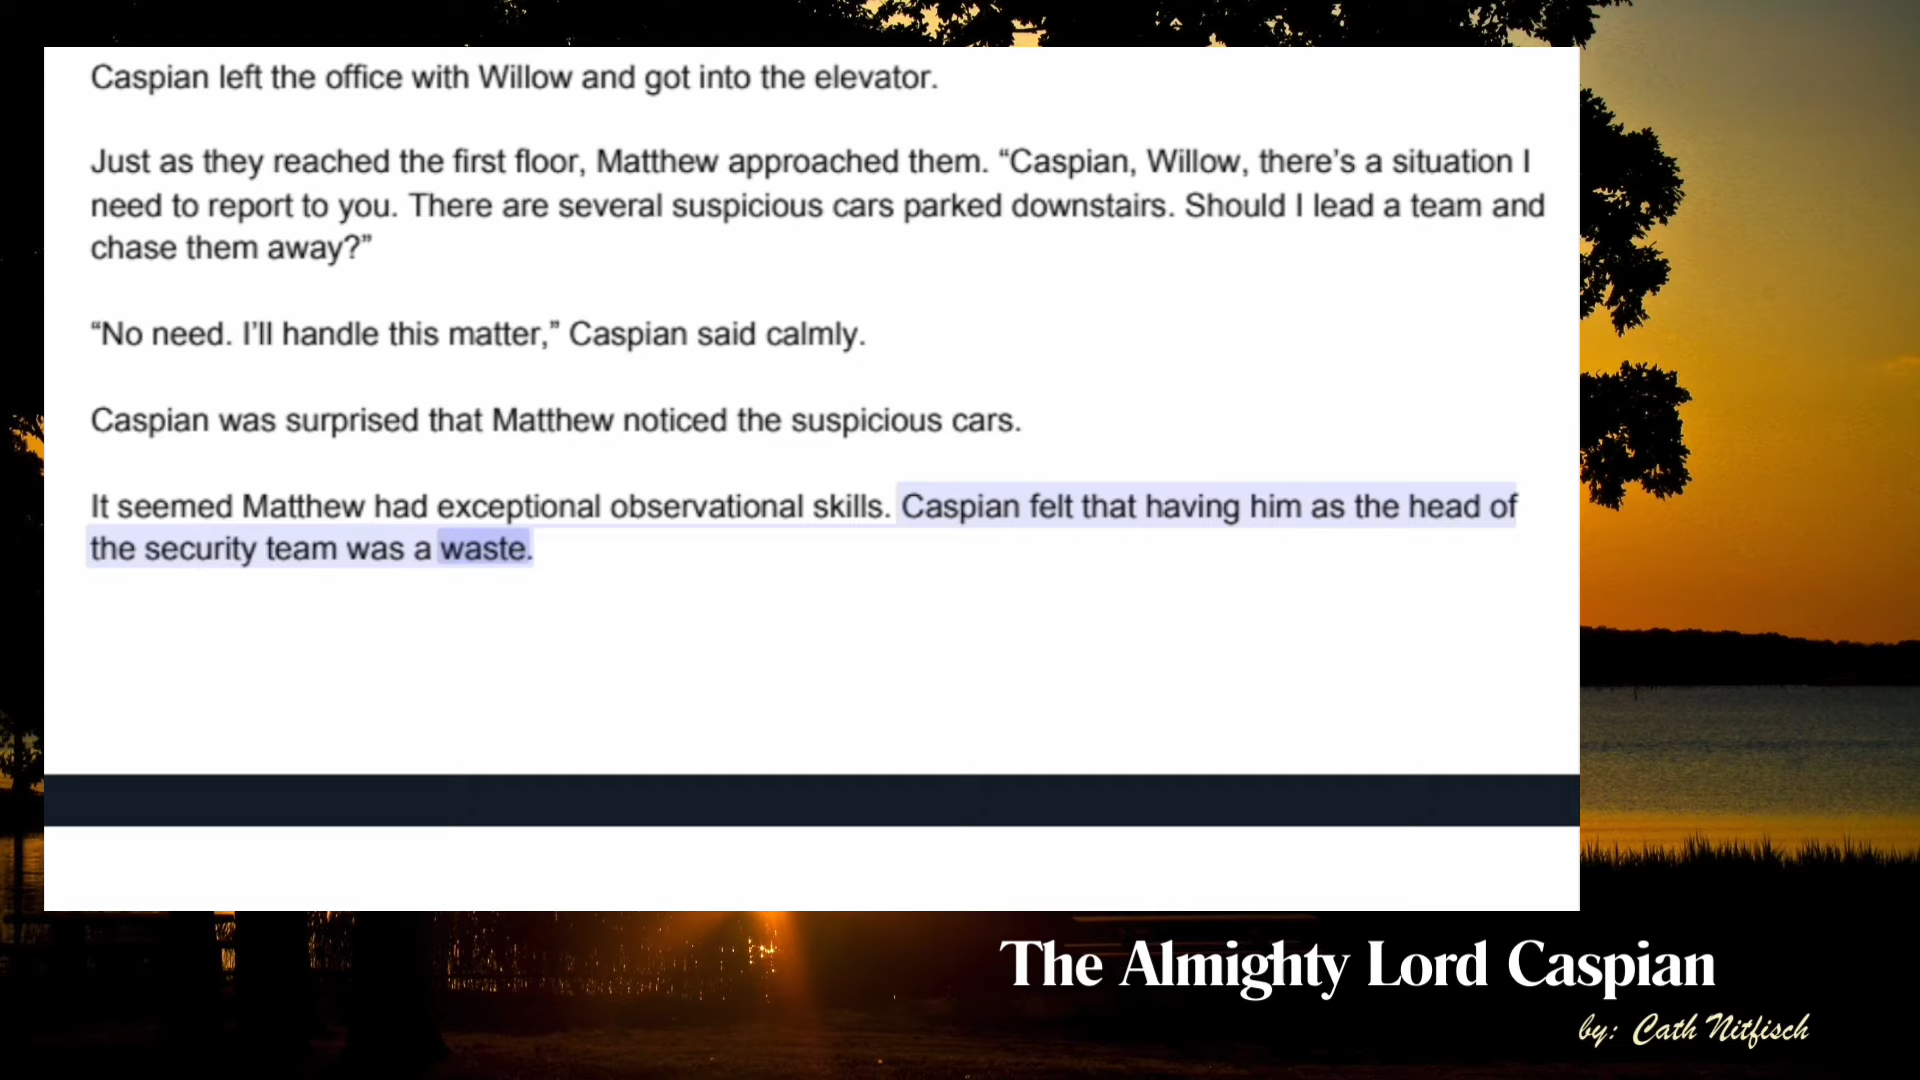 Caspian left the office with Willow and got into the elevator.
Just as they reached the first floor, Matthew approached them. “Caspian, Willow, there’s a situation I
need to report to you. There are several suspicious cars parked downstairs. Should I lead a team and
chase them away?”
“No need. I’ll handle this matter,” Caspian said calmly.
Caspian was surprised that Matthew noticed the suspicious cars.
It seemed Matthew had exceptional observational skills. Caspian felt that having him as the head of
the security team was a waste.
The Almighty Lord Caspian
by: Cath Nitfisch